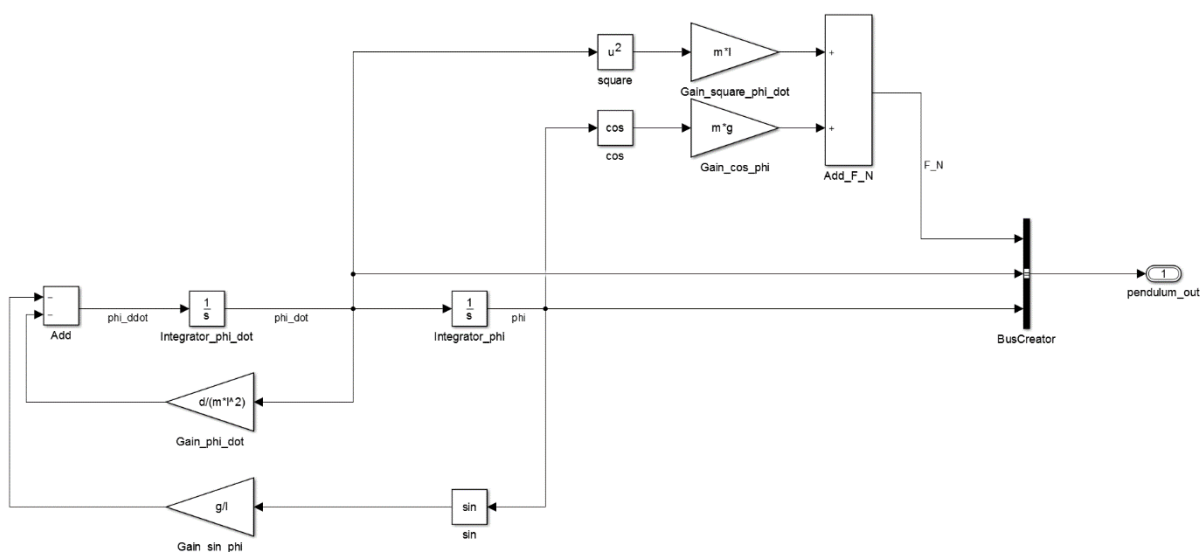 u²
square
m*l
Gain_square_phi_dot
+
cos
cos
m*g
Gain_cos_phi
+
Add_F_N
F_N
1
pendulum_out
BusCreator
−
−
Add
phi_ddot
1
s
Integrator_phi_dot
phi_dot
1
s
Integrator_phi
phi
d/(m*l^2)
Gain_phi_dot
g/l
Gain_sin_phi
sin
sin